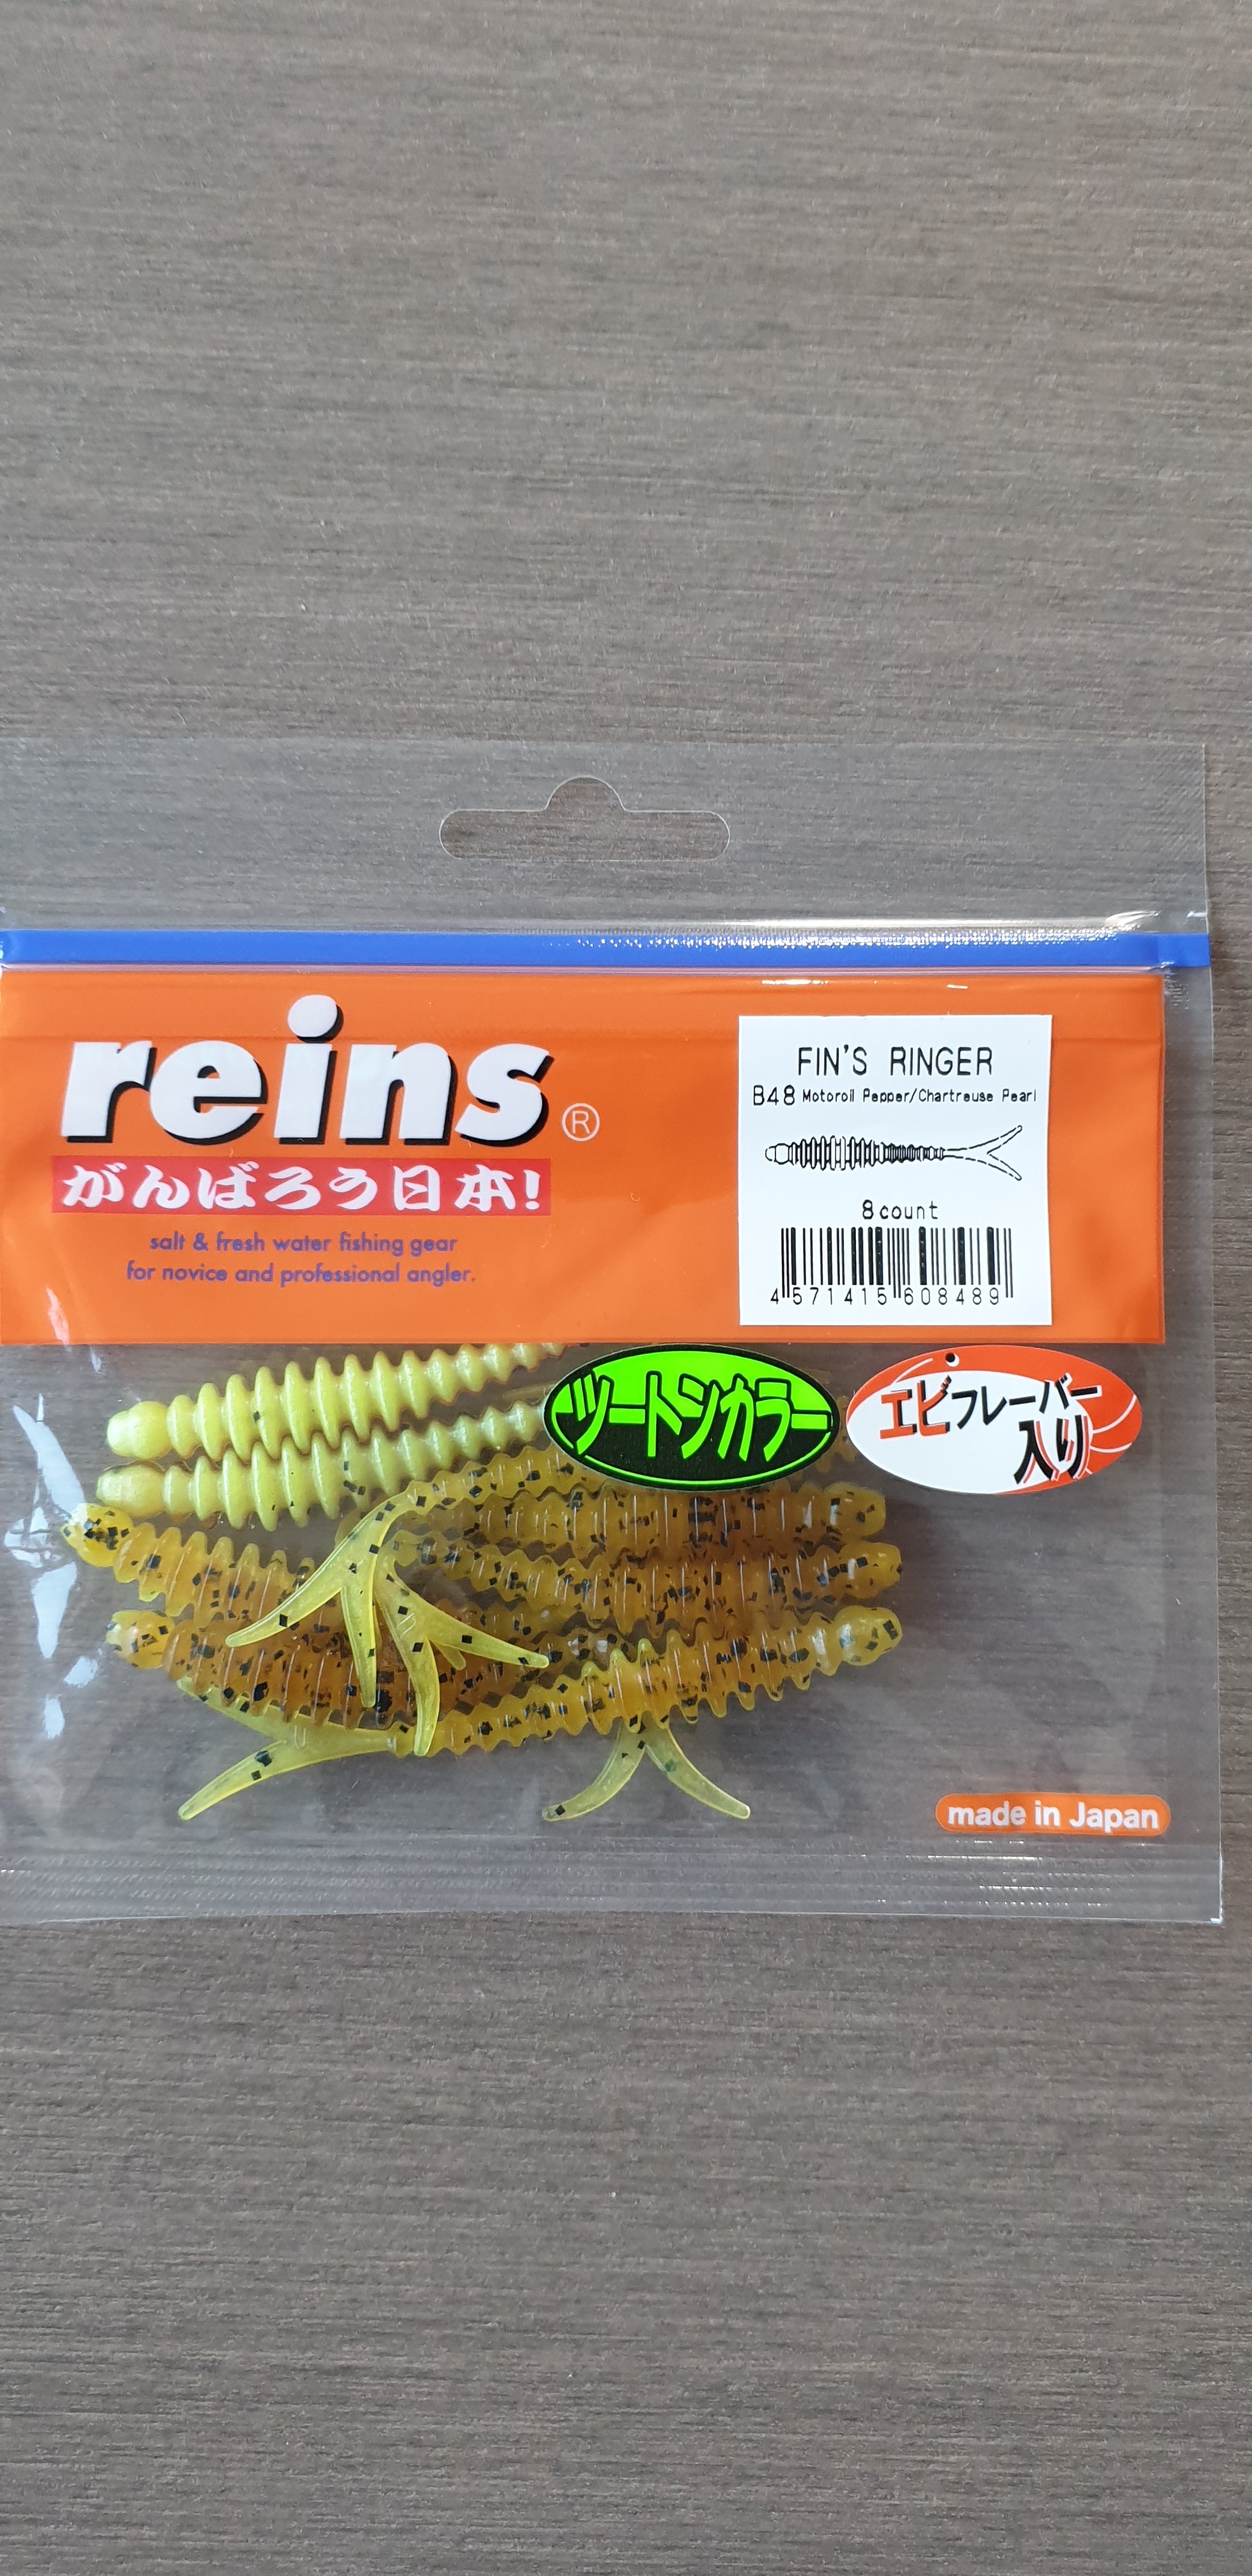 reins®
がんばろう日本!
salt & fresh water fishing gear
for novice and professional angler.
FIN'S RINGER
B48 Motoroil Pepper/Chartreuse Pearl
8count
4571415608489
ツートンカラー
エビフレーバー
入り
made in Japan